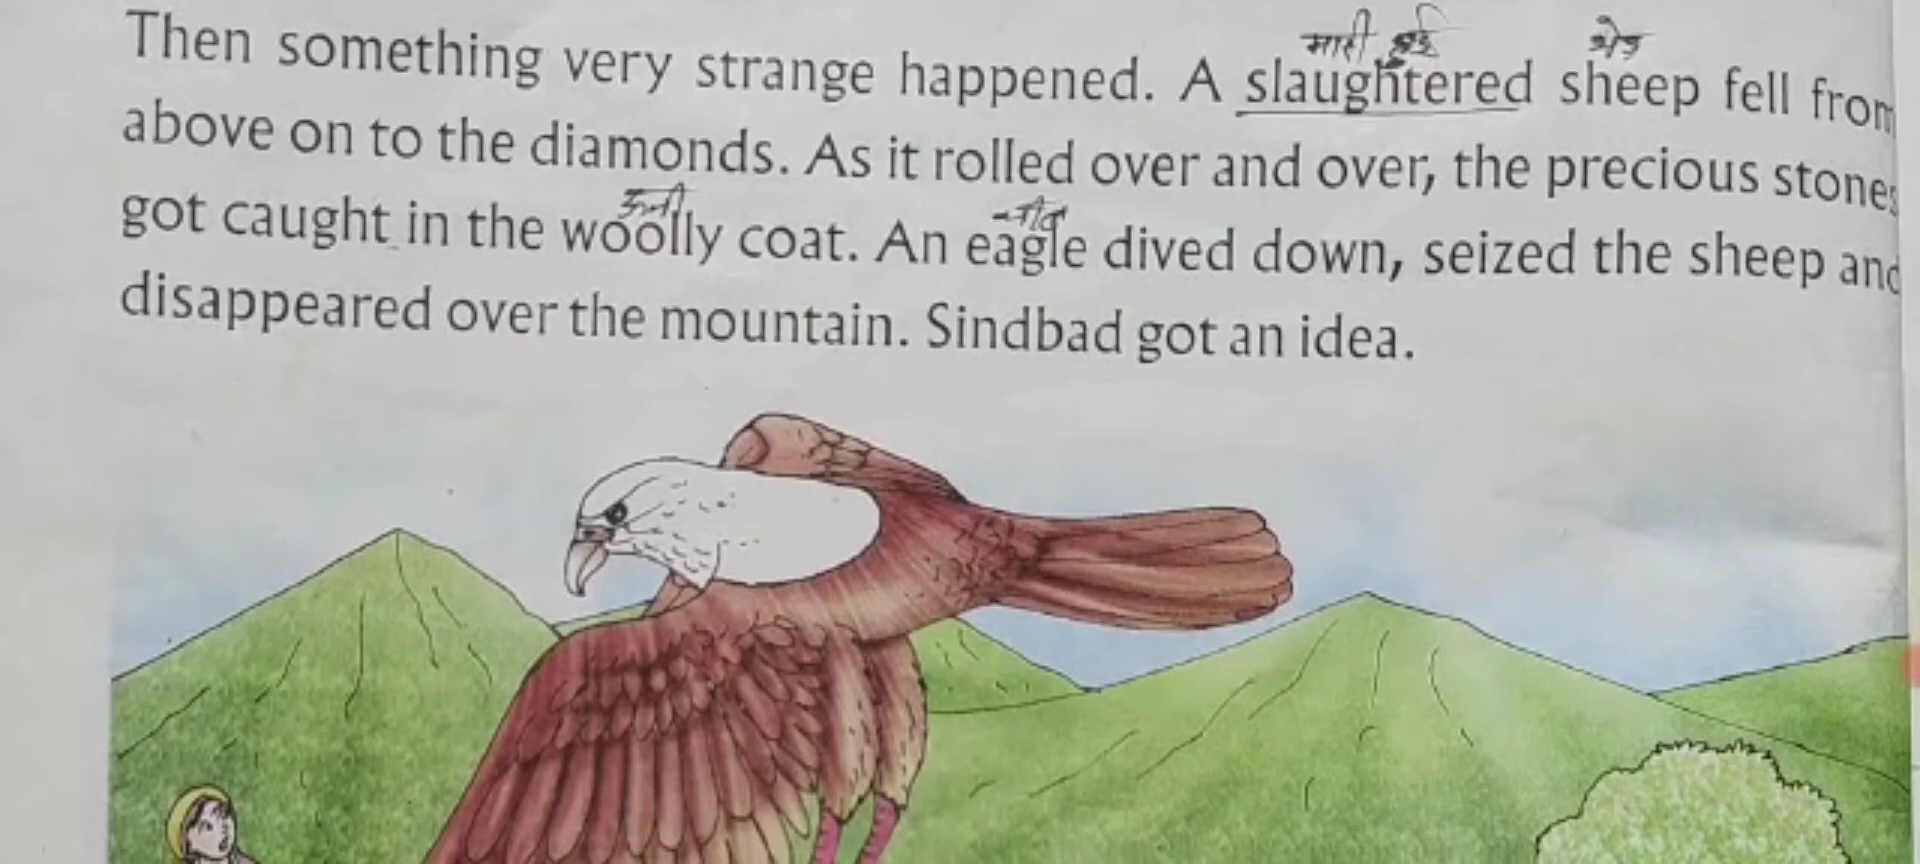 मारी हुई भेड़
Then something very strange happened. A slaughtered sheep fell from
above on to the diamonds. As it rolled over and over, the precious stones
ऊनी
got caught in the woolly coat. An eagle dived down, seized the sheep and
disappeared over the mountain. Sindbad got an idea.